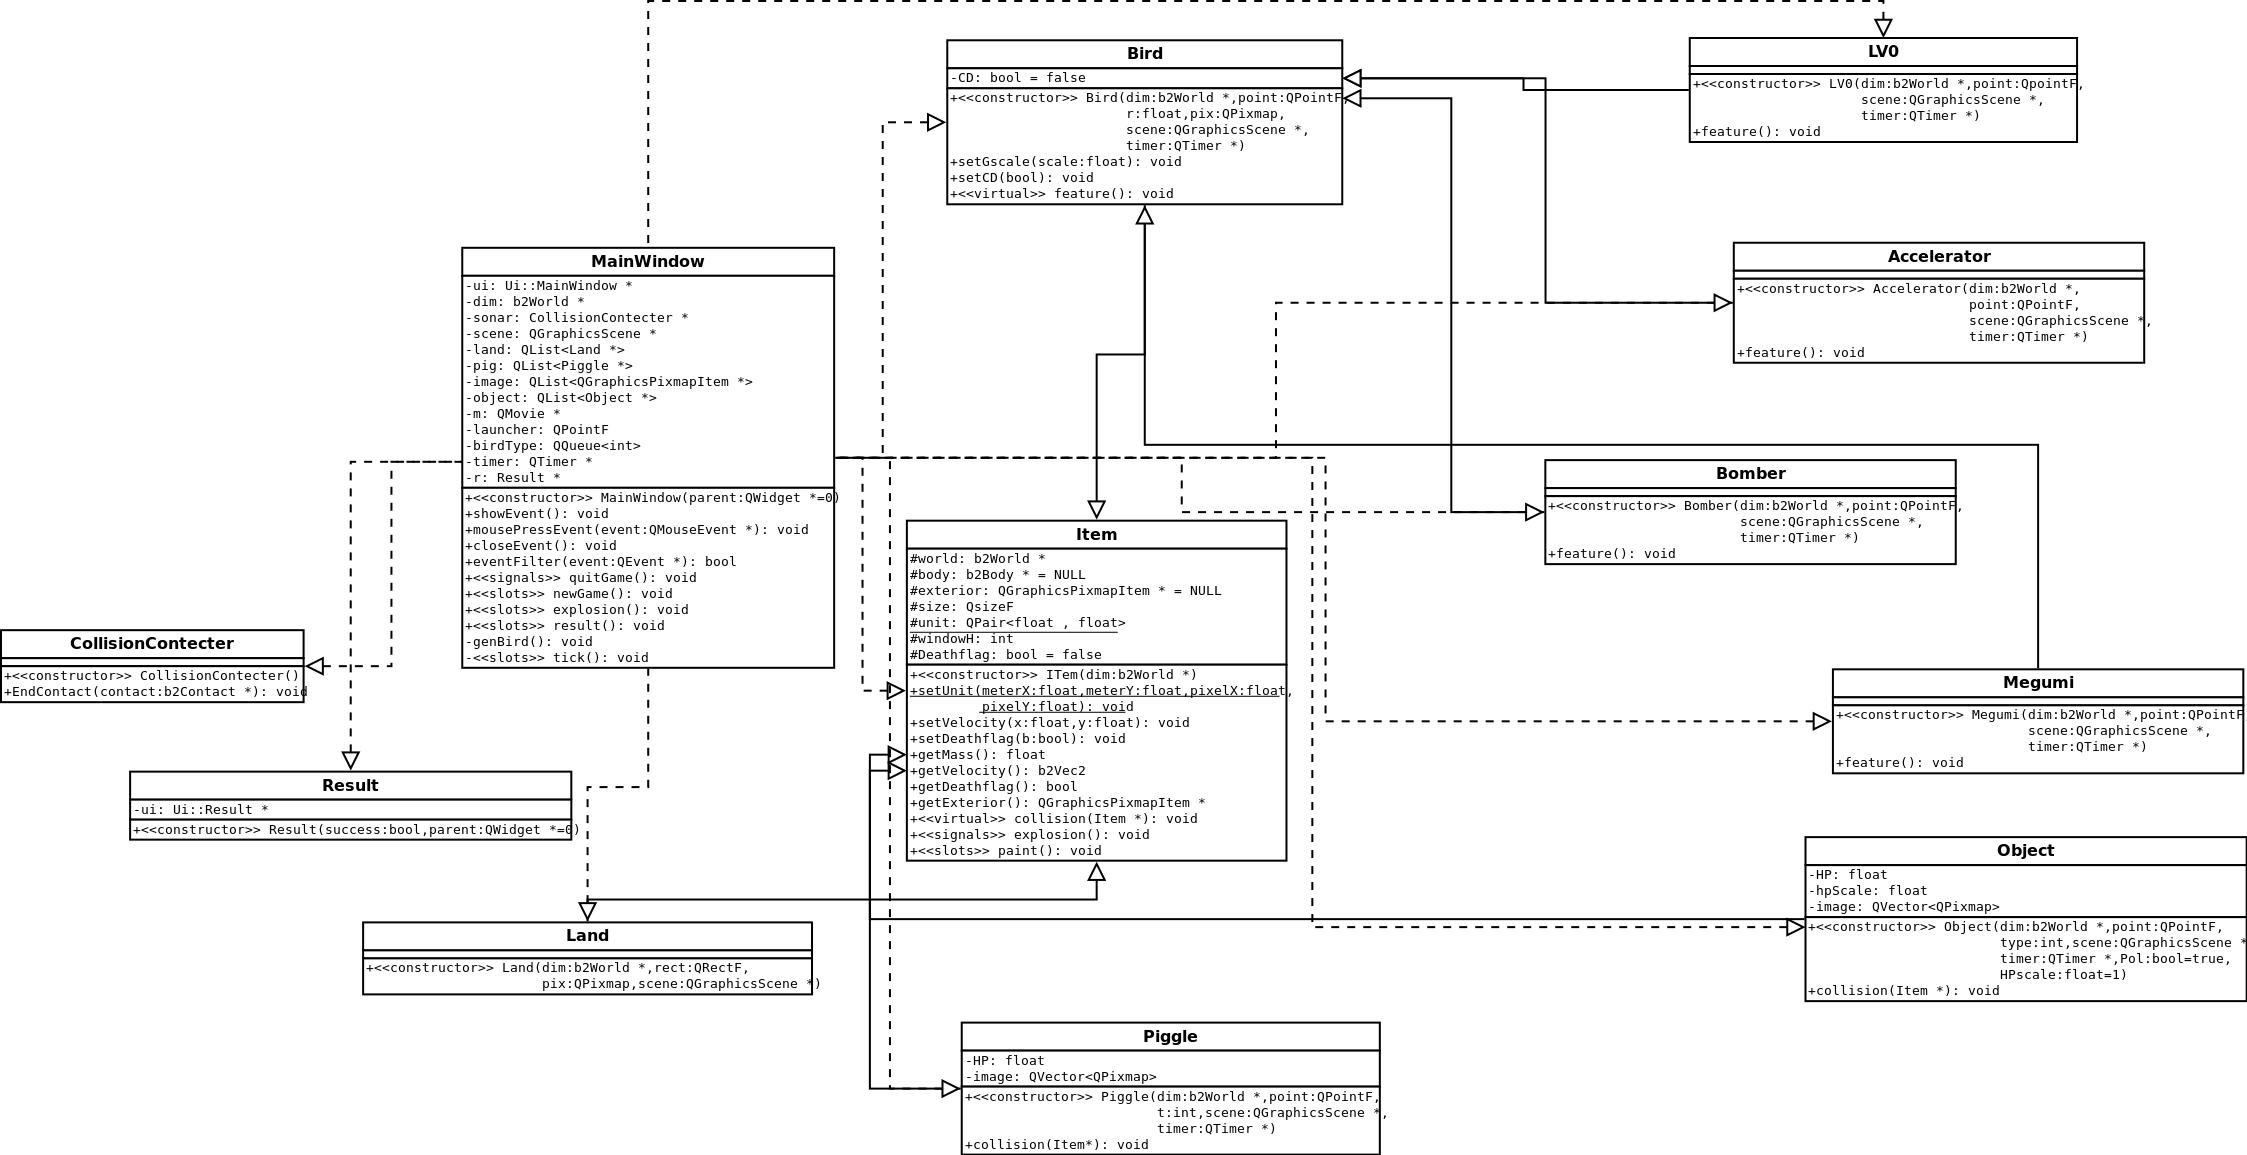 Bird
-CD: bool = false
+<<constructor>> Bird(dim:b2World *,point:QPointF,
r:float,pix:QPixmap,
scene:QGraphicsScene *,
timer:QTimer *)
+setGscale(scale:float): void
+setCD(bool): void
+<<virtual>> feature(): void
LV0
+<<constructor>> LV0(dim:b2World *,point:QpointF,
scene:QGraphicsScene *,
timer:QTimer *)
+feature(): void
MainWindow
-ui: Ui::MainWindow *
-dim: b2World *
-sonar: CollisionContecter *
-scene: QGraphicsScene *
-land: QList<Land *>
-pig: QList<Piggle *>
-image: QList<QGraphicsPixmapItem *>
-object: QList<Object *>
-m: QMovie *
-launcher: QPointF
-birdType: QQueue<int>
-timer: QTimer *
-r: Result *
+<<constructor>> MainWindow(parent:QWidget *=0)
+showEvent(): void
+mousePressEvent(event:QMouseEvent *): void
+closeEvent(): void
+eventFilter(event:QEvent *): bool
+<<signals>> quitGame(): void
+<<slots>> newGame(): void
+<<slots>> explosion(): void
+<<slots>> result(): void
-genBird(): void
-<<slots>> tick(): void
Accelerator
+<<constructor>> Accelerator(dim:b2World *,
point:QPointF,
scene:QGraphicsScene *,
timer:QTimer *)
+feature(): void
Bomber
+<<constructor>> Bomber(dim:b2World *,point:QPointF,
scene:QGraphicsScene *,
timer:QTimer *)
+feature(): void
Item
#world: b2World *
#body: b2Body * = NULL
#exterior: QGraphicsPixmapItem * = NULL
#size: QsizeF
#unit: QPair<float , float>
#windowH: int
#Deathflag: bool = false
+<<constructor>> ITem(dim:b2World *)
+setUnit(meterX:float,meterY:float,pixelX:float,
pixelY:float): void
+setVelocity(x:float,y:float): void
+setDeathflag(b:bool): void
+getMass(): float
+getVelocity(): b2Vec2
+getDeathflag(): bool
+getExterior(): QGraphicsPixmapItem *
+<<virtual>> collision(Item *): void
+<<signals>> explosion(): void
+<<slots>> paint(): void
CollisionContecter
+<<constructor>> CollisionContecter()
+EndContact(contact:b2Contact *): void
Megumi
+<<constructor>> Megumi(dim:b2World *,point:QPointF
scene:QGraphicsScene *,
timer:QTimer *)
+feature(): void
Result
-ui: Ui::Result *
+<<constructor>> Result(success:bool,parent:QWidget *=0)
Object
-HP: float
-hpScale: float
-image: QVector<QPixmap>
+<<constructor>> Object(dim:b2World *,point:QPointF,
type:int,scene:QGraphicsScene *
timer:QTimer *,Pol:bool=true,
HPscale:float=1)
+collision(Item *): void
Land
+<<constructor>> Land(dim:b2World *,rect:QRectF,
pix:QPixmap,scene:QGraphicsScene *)
Piggle
-HP: float
-image: QVector<QPixmap>
+<<constructor>> Piggle(dim:b2World *,point:QPointF,
t:int,scene:QGraphicsScene *,
timer:QTimer *)
+collision(Item*): void